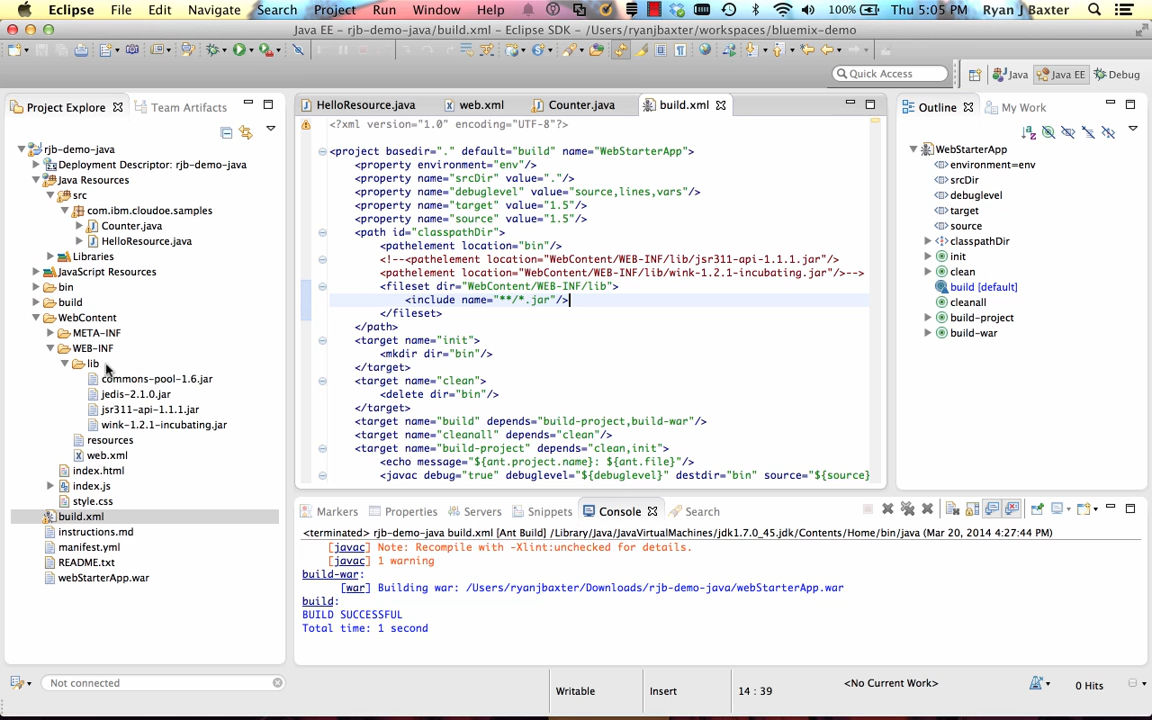 Eclipse File Edit Navigate Search Project Run Window Help 100% Thu 5:05 PM Ryan J Baxter
Java EE - rjb-demo-java/build.xml - Eclipse SDK - /Users/ryanjbaxter/workspaces/bluemix-demo
Quick Access Java Java EE Debug
Project Explore Team Artifacts
rjb-demo-java
Deployment Descriptor: rjb-demo-java
Java Resources
src
com.ibm.cloudoe.samples
Counter.java
HelloResource.java
Libraries
JavaScript Resources
bin
build
WebContent
META-INF
WEB-INF
lib
commons-pool-1.6.jar
jedis-2.1.0.jar
jsr311-api-1.1.1.jar
wink-1.2.1-incubating.jar
resources
web.xml
index.html
index.js
style.css
build.xml
instructions.md
manifest.yml
README.txt
webStarterApp.war
HelloResource.java web.xml Counter.java build.xml
<?xml version="1.0" encoding="UTF-8"?>
<project basedir="." default="build" name="WebStarterApp">
<property environment="env"/>
<property name="srcDir" value="."/>
<property name="debuglevel" value="source,lines,vars"/>
<property name="target" value="1.5"/>
<property name="source" value="1.5"/>
<path id="classpathDir">
<pathelement location="bin"/>
<!--<pathelement location="WebContent/WEB-INF/lib/jsr311-api-1.1.1.jar"/>
<pathelement location="WebContent/WEB-INF/lib/wink-1.2.1-incubating.jar"/>-->
<fileset dir="WebContent/WEB-INF/lib">
<include name="**/*.jar"/>
</fileset>
</path>
<target name="init">
<mkdir dir="bin"/>
</target>
<target name="clean">
<delete dir="bin"/>
</target>
<target name="build" depends="build-project,build-war"/>
<target name="cleanall" depends="clean"/>
<target name="build-project" depends="clean,init">
<echo message="${ant.project.name}: ${ant.file}"/>
<javac debug="true" debuglevel="${debuglevel}" destdir="bin" source="${source}
Outline My Work
WebStarterApp
environment=env
srcDir
debuglevel
target
source
classpathDir
init
clean
build [default]
cleanall
build-project
build-war
Markers Properties Servers Snippets Console Search
<terminated> rjb-demo-java build.xml [Ant Build] /Library/Java/JavaVirtualMachines/jdk1.7.0_45.jdk/Contents/Home/bin/java (Mar 20, 2014 4:27:44 PM)
[javac] Note: Recompile with -Xlint:unchecked for details.
[javac] 1 warning
build-war:
[war] Building war: /Users/ryanjbaxter/Downloads/rjb-demo-java/webStarterApp.war
build:
BUILD SUCCESSFUL
Total time: 1 second
Not connected Writable Insert 14 : 39 <No Current Work> 0 Hits